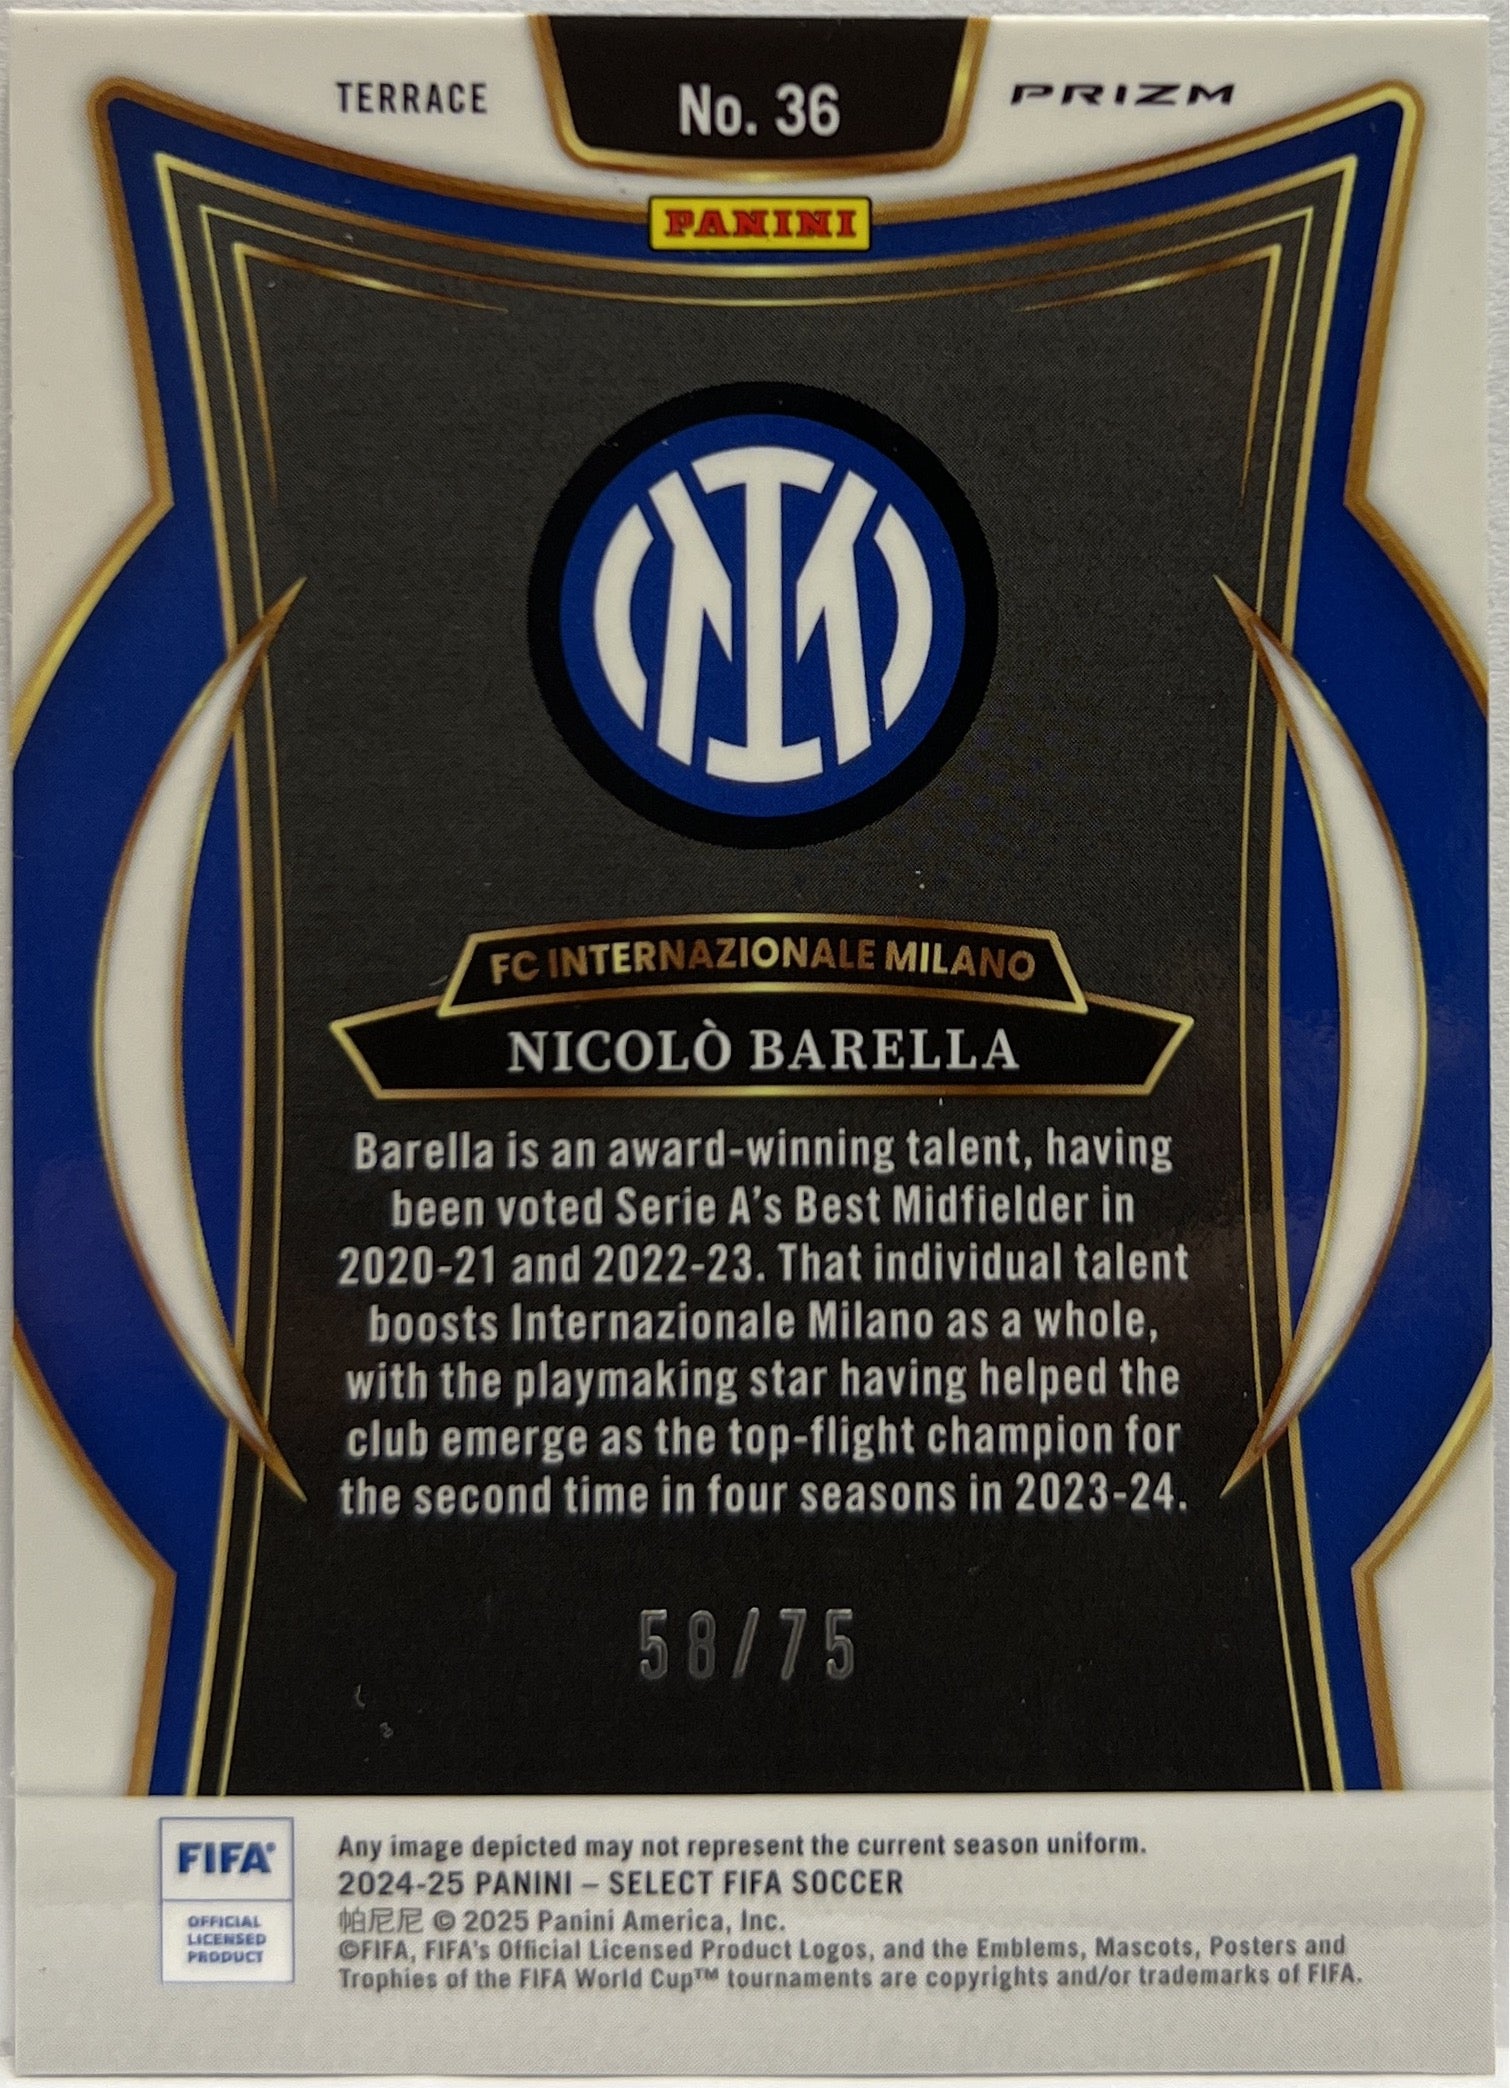 TERRACE
No. 36
PRIZM
PANINI
FC INTERNAZIONALE MILANO
NICOLÒ BARELLA
Barella is an award-winning talent, having
been voted Serie A's Best Midfielder in
2020-21 and 2022-23. That individual talent
boosts Internazionale Milano as a whole,
with the playmaking star having helped the
club emerge as the top-flight champion for
the second time in four seasons in 2023-24.
58/75
FIFA®
OFFICIAL
LICENSED
PRODUCT
Any image depicted may not represent the current season uniform.
2024-25 PANINI – SELECT FIFA SOCCER
帕尼尼 © 2025 Panini America, Inc.
©FIFA, FIFA's Official Licensed Product Logos, and the Emblems, Mascots, Posters and
Trophies of the FIFA World Cup™ tournaments are copyrights and/or trademarks of FIFA.